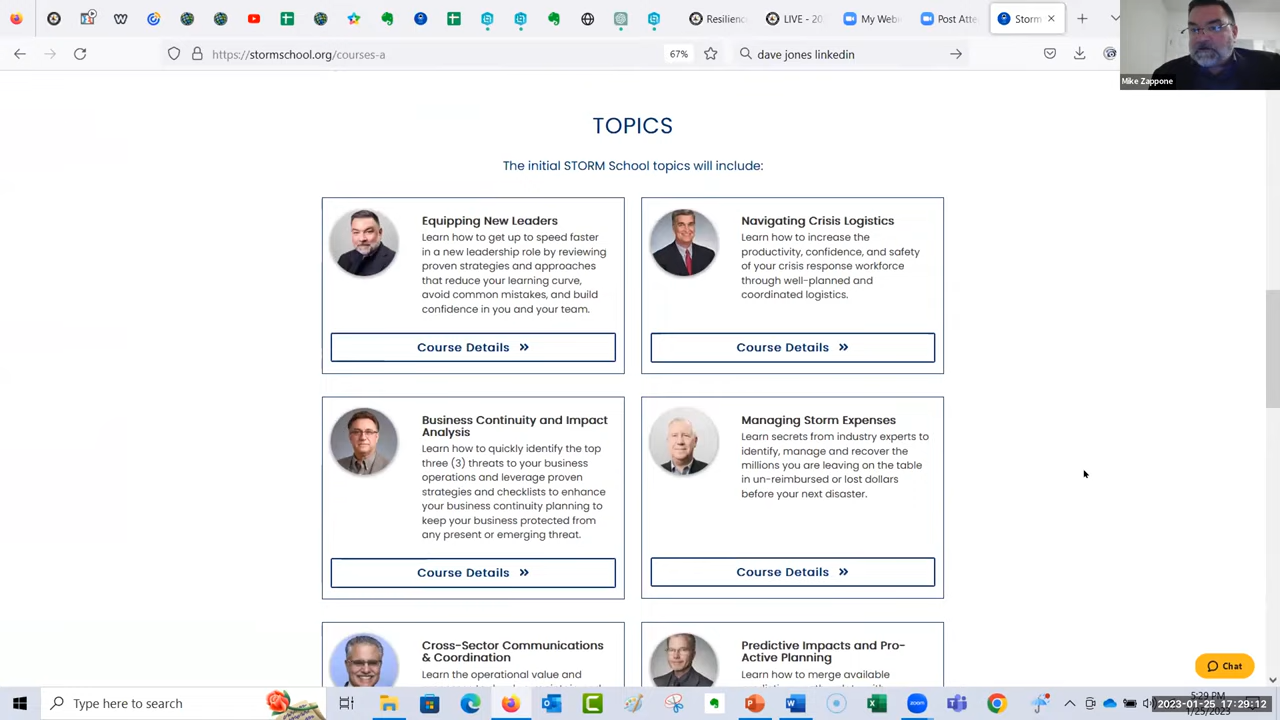 Resilienc
LIVE - 20
My Web
Post Atte
Storm
https://stormschool.org/courses-a
67%
dave jones linkedin
Mike Zappone
TOPICS
The initial STORM School topics will include:
Equipping New Leaders
Learn how to get up to speed faster
in a new leadership role by reviewing
proven strategies and approaches
that reduce your learning curve,
avoid common mistakes, and build
confidence in you and your team.
Course Details »
Navigating Crisis Logistics
Learn how to increase the
productivity, confidence, and safety
of your crisis response workforce
through well-planned and
coordinated logistics.
Course Details »
Business Continuity and Impact
Analysis
Learn how to quickly identify the top
three (3) threats to your business
operations and leverage proven
strategies and checklists to enhance
your business continuity planning to
keep your business protected from
any present or emerging threat.
Course Details »
Managing Storm Expenses
Learn secrets from industry experts to
identify, manage and recover the
millions you are leaving on the table
in un-reimbursed or lost dollars
before your next disaster.
Course Details »
Cross-Sector Communications
& Coordination
Learn the operational value and
Predictive Impacts and Pro-
Active Planning
Learn how to merge available
Chat
Type here to search
5:29 PM
2023-01-25 17:29:12
1/25/2023